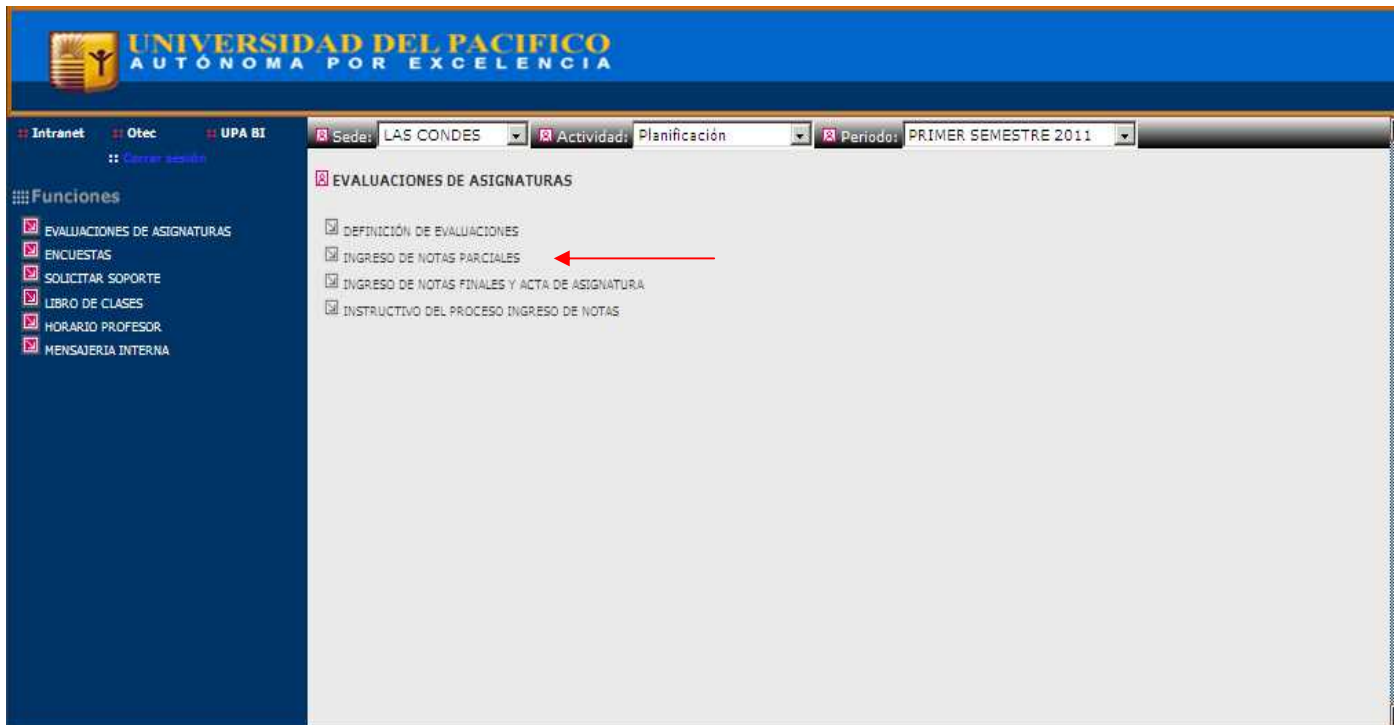 UNIVERSIDAD DEL PACIFICO
AUTÓNOMA POR EXCELENCIA
Intranet Otec UPA BI
Cerrar sesión
Sede: LAS CONDES Actividad: Planificación Periodo: PRIMER SEMESTRE 2011
Funciones
EVALUACIONES DE ASIGNATURAS
ENCUESTAS
SOLICITAR SOPORTE
LIBRO DE CLASES
HORARIO PROFESOR
MENSAJERIA INTERNA
EVALUACIONES DE ASIGNATURAS
DEFINICIÓN DE EVALUACIONES
INGRESO DE NOTAS PARCIALES
INGRESO DE NOTAS FINALES Y ACTA DE ASIGNATURA
INSTRUCTIVO DEL PROCESO INGRESO DE NOTAS